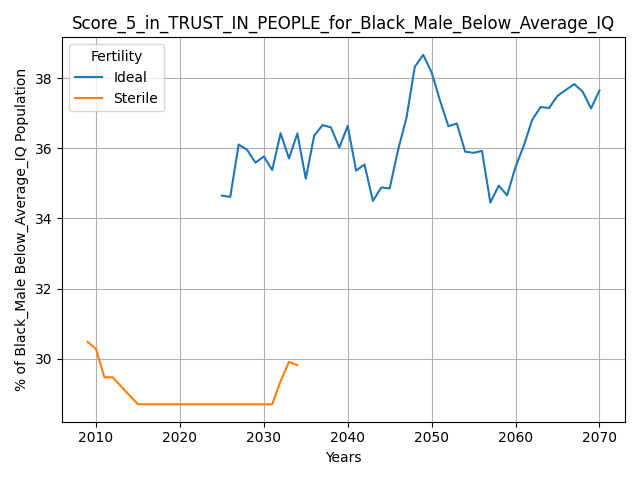 Score_5_in_TRUST_IN_PEOPLE_for_Black_Male_Below_Average_IQ
% of Black_Male Below_Average_IQ Population
Fertility
Ideal
Sterile
38
36
34
32
30
2010 2020 2030 2040 2050 2060 2070
Years